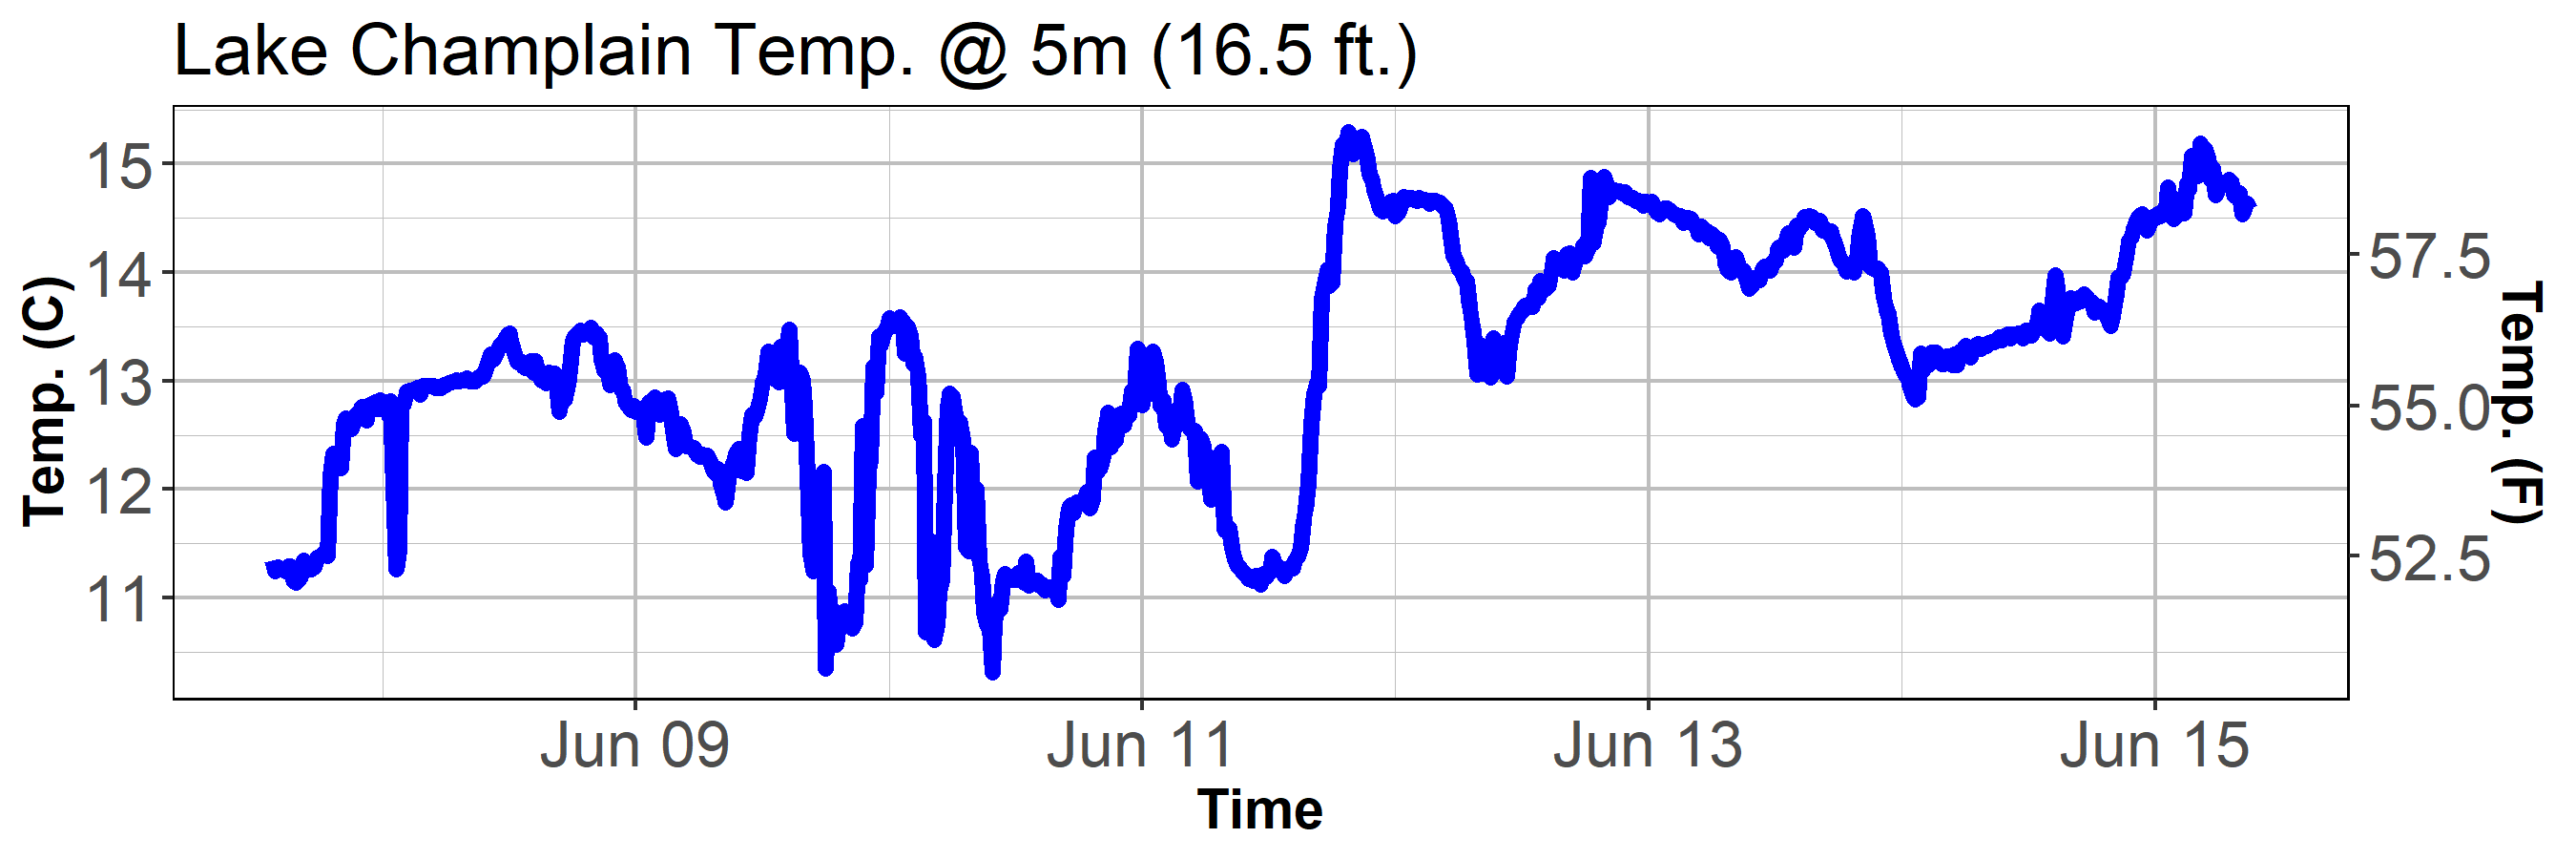 Lake Champlain Temp. @ 5m (16.5 ft.)
Temp. (C)
15
14
13
12
11
57.5
55.0
52.5
Temp. (F)
Jun 09 Jun 11 Jun 13 Jun 15
Time